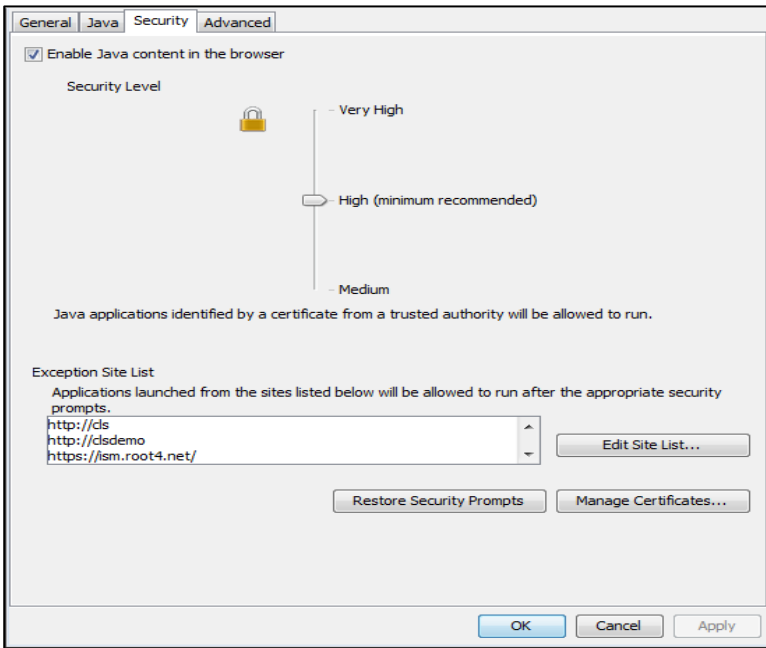 General Java Security Advanced
Enable Java content in the browser
Security Level
Very High
High (minimum recommended)
Medium
Java applications identified by a certificate from a trusted authority will be allowed to run.
Exception Site List
Applications launched from the sites listed below will be allowed to run after the appropriate security
prompts.
http://cls
http://clsdemo
https://ism.root4.net/
Edit Site List...
Restore Security Prompts Manage Certificates...
OK Cancel Apply